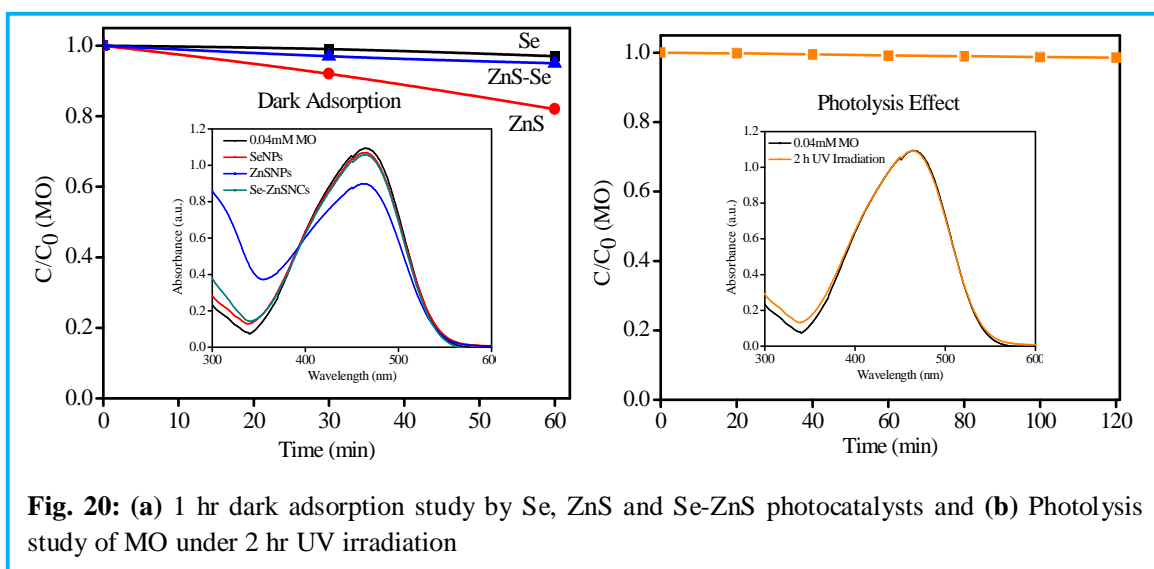 1.0
0.8
0.6
0.4
0.2
0.0
C/C0 (MO)
Se
ZnS-Se
ZnS
Dark Adsorption
1.2
1.0
0.8
0.6
0.4
0.2
0.0
Absorbance (a.u.)
0.04mM MO
SeNPs
ZnSNPs
Se-ZnSNCs
300 400 500 600
Wavelength (nm)
0 10 20 30 40 50 60
Time (min)
1.0
0.8
0.6
0.4
0.2
0.0
C/C0 (MO)
Photolysis Effect
1.2
1.0
0.8
0.6
0.4
0.2
0.0
Absorbance (a.u.)
0.04mM MO
2 h UV Irradiation
300 400 500 600
Wavelength (nm)
0 20 40 60 80 100 120
Time (min)
Fig. 20: (a) 1 hr dark adsorption study by Se, ZnS and Se-ZnS photocatalysts and (b) Photolysis
study of MO under 2 hr UV irradiation